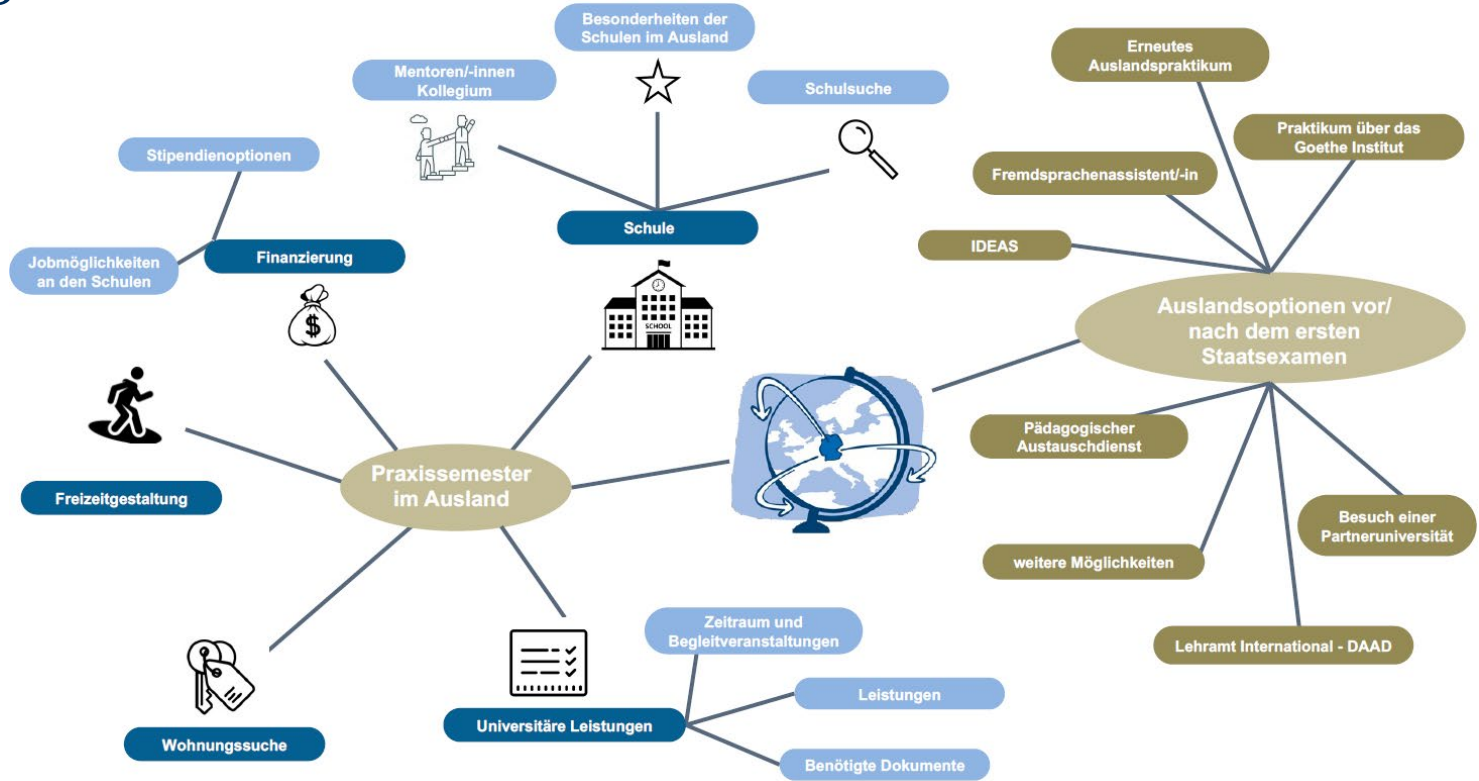 Besonderheiten der
Schulen im Ausland
Mentoren/-innen
Kollegium
Schulsuche
Stipendienoptionen
Jobmöglichkeiten
an den Schulen
Finanzierung
Schule
$
SCHOOL
Freizeitgestaltung
Praxissemester
im Ausland
Wohnungssuche
Universitäre Leistungen
Zeitraum und
Begleitveranstaltungen
Leistungen
Benötigte Dokumente
Erneutes
Auslandspraktikum
Praktikum über das
Goethe Institut
Fremdsprachenassistent/-in
IDEAS
Auslandsoptionen vor/
nach dem ersten
Staatsexamen
Pädagogischer
Austauschdienst
Besuch einer
Partneruniversität
weitere Möglichkeiten
Lehramt International - DAAD